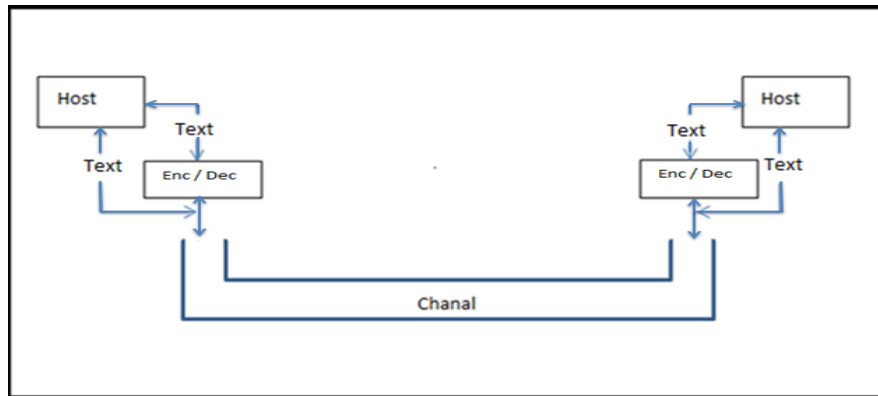 Host
Host
Text
Text
Text
Text
Enc / Dec
Enc / Dec
Chanal